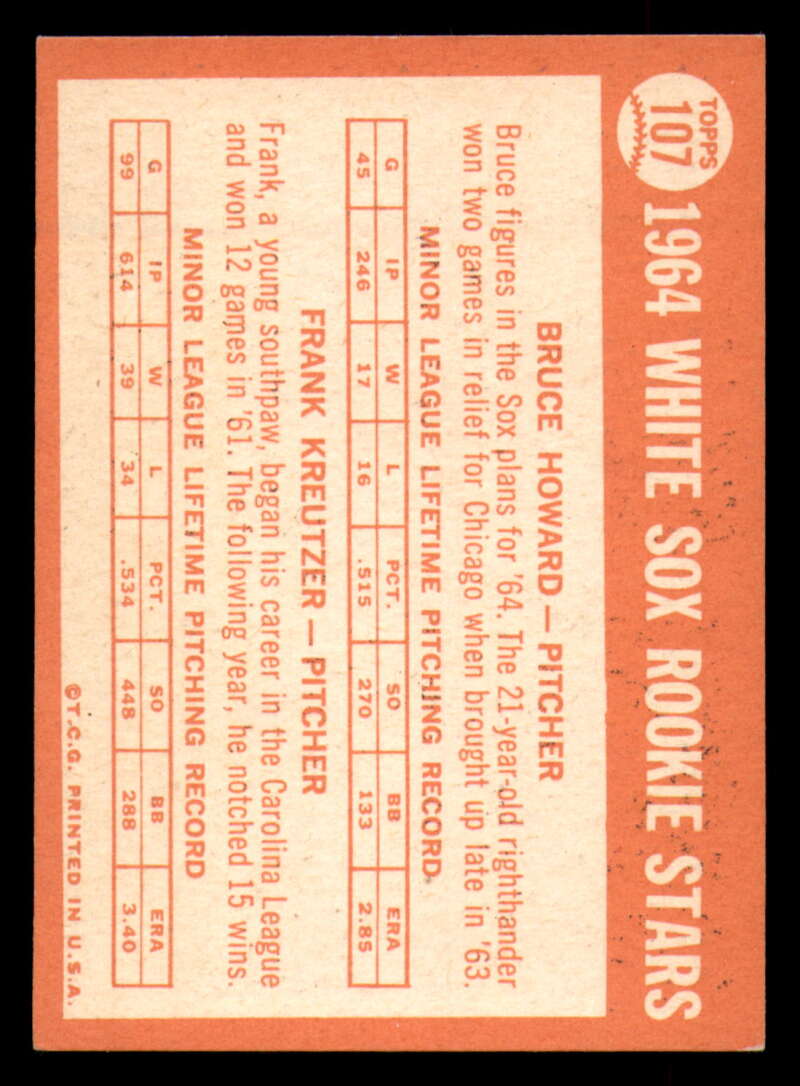 TOPPS
107
1964 WHITE SOX ROOKIE STARS
BRUCE HOWARD — PITCHER
Bruce figures in the Sox plans for '64. The 21-year-old righthander
won two games in relief for Chicago when brought up late in '63.
MINOR LEAGUE LIFETIME PITCHING RECORD
G IP W L PCT. SO BB ERA
45 246 17 16 .515 270 133 2.85
FRANK KREUTZER — PITCHER
Frank, a young southpaw, began his career in the Carolina League
and won 12 games in '61. The following year, he notched 15 wins.
MINOR LEAGUE LIFETIME PITCHING RECORD
G IP W L PCT. SO BB ERA
99 614 39 34 .534 448 288 3.40
©T.C.G. PRINTED IN U.S.A.